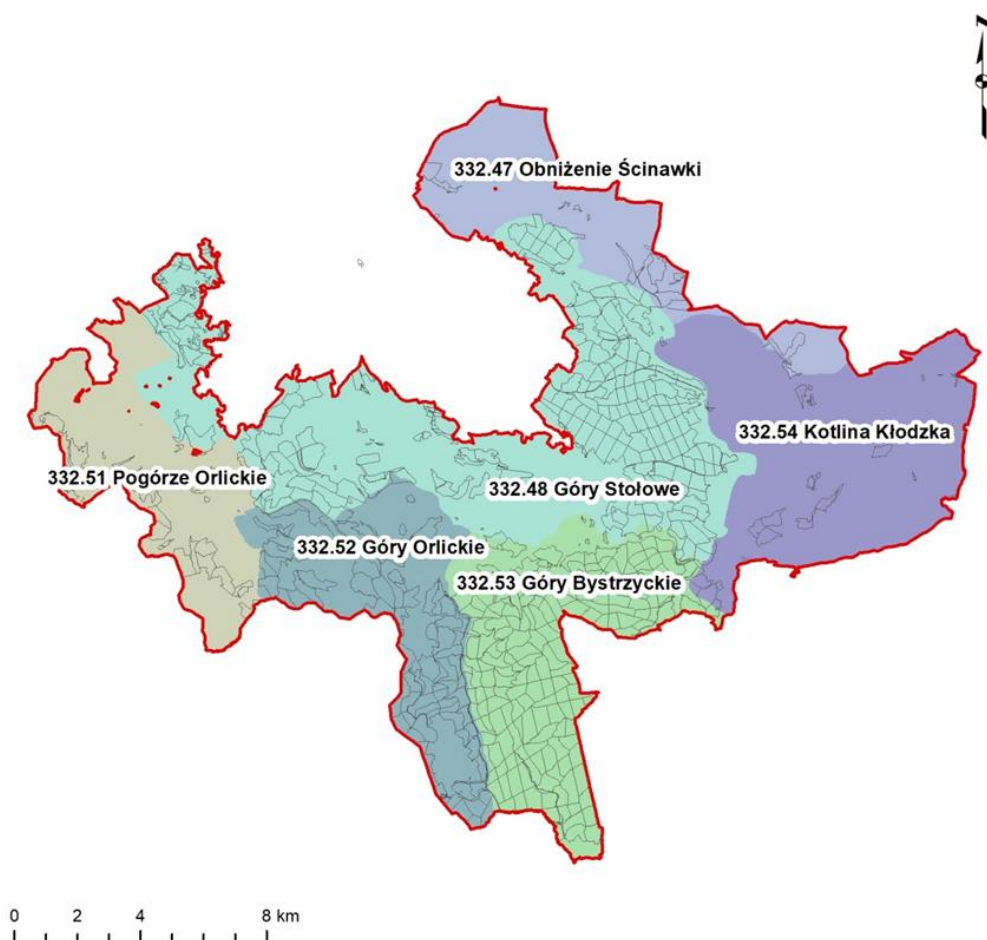 332.47 Obniżenie Ścinawki
332.54 Kotlina Kłodzka
332.51 Pogórze Orlickie
332.48 Góry Stołowe
332.52 Góry Orlickie
332.53 Góry Bystrzyckie
0 2 4 8 km